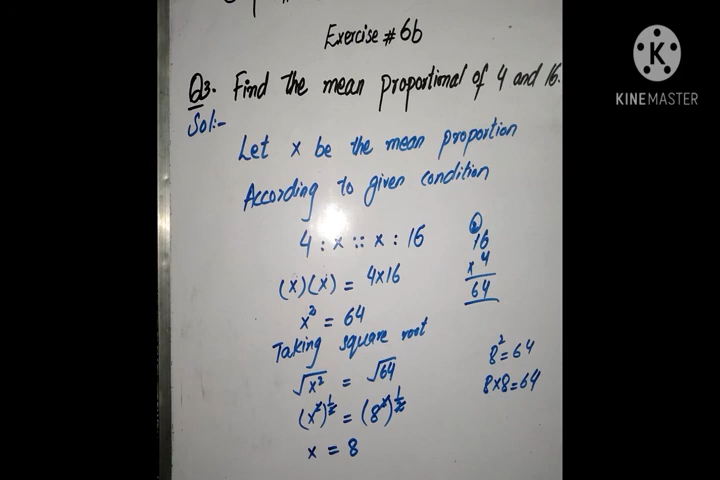 Exercise # 6b
Q3. Find the mean proportional of 4 and 16.
Sol:-
Let x be the mean proportion
According to given condition
4 : x :: x : 16
(x)(x) = 4x16
x² = 64
Taking square root
√x² = √64
(x²)^½ = (8²)^½
x = 8
2
16
x 4
64
8² = 64
8x8=64
K
KINEMASTER